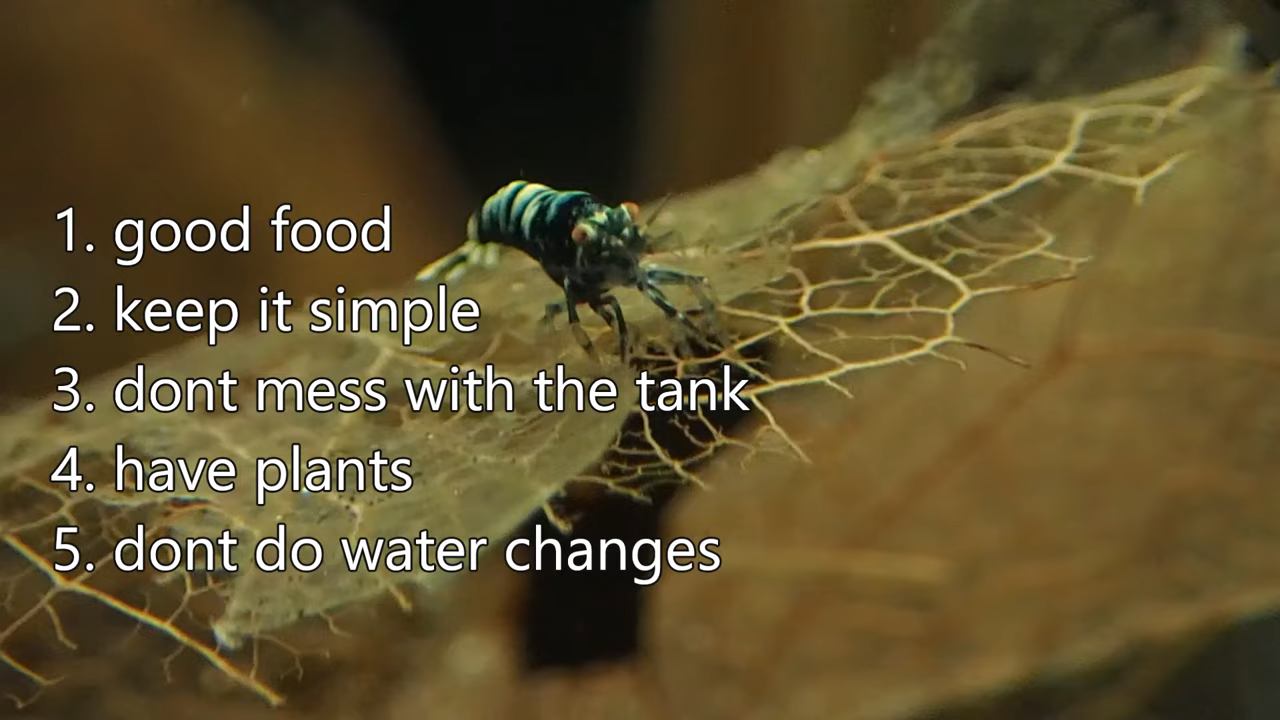 1. good food
2. keep it simple
3. dont mess with the tank
4. have plants
5. dont do water changes